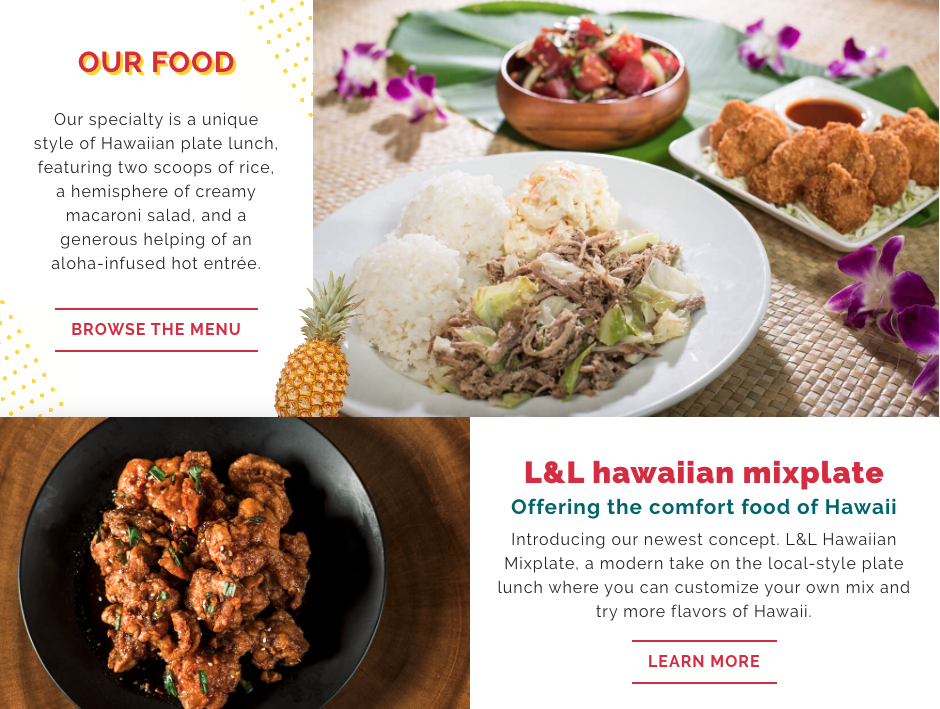 OUR FOOD
Our specialty is a unique
style of Hawaiian plate lunch,
featuring two scoops of rice,
a hemisphere of creamy
macaroni salad, and a
generous helping of an
aloha-infused hot entrée.
BROWSE THE MENU
L&L hawaiian mixplate
Offering the comfort food of Hawaii
Introducing our newest concept. L&L Hawaiian
Mixplate, a modern take on the local-style plate
lunch where you can customize your own mix and
try more flavors of Hawaii.
LEARN MORE